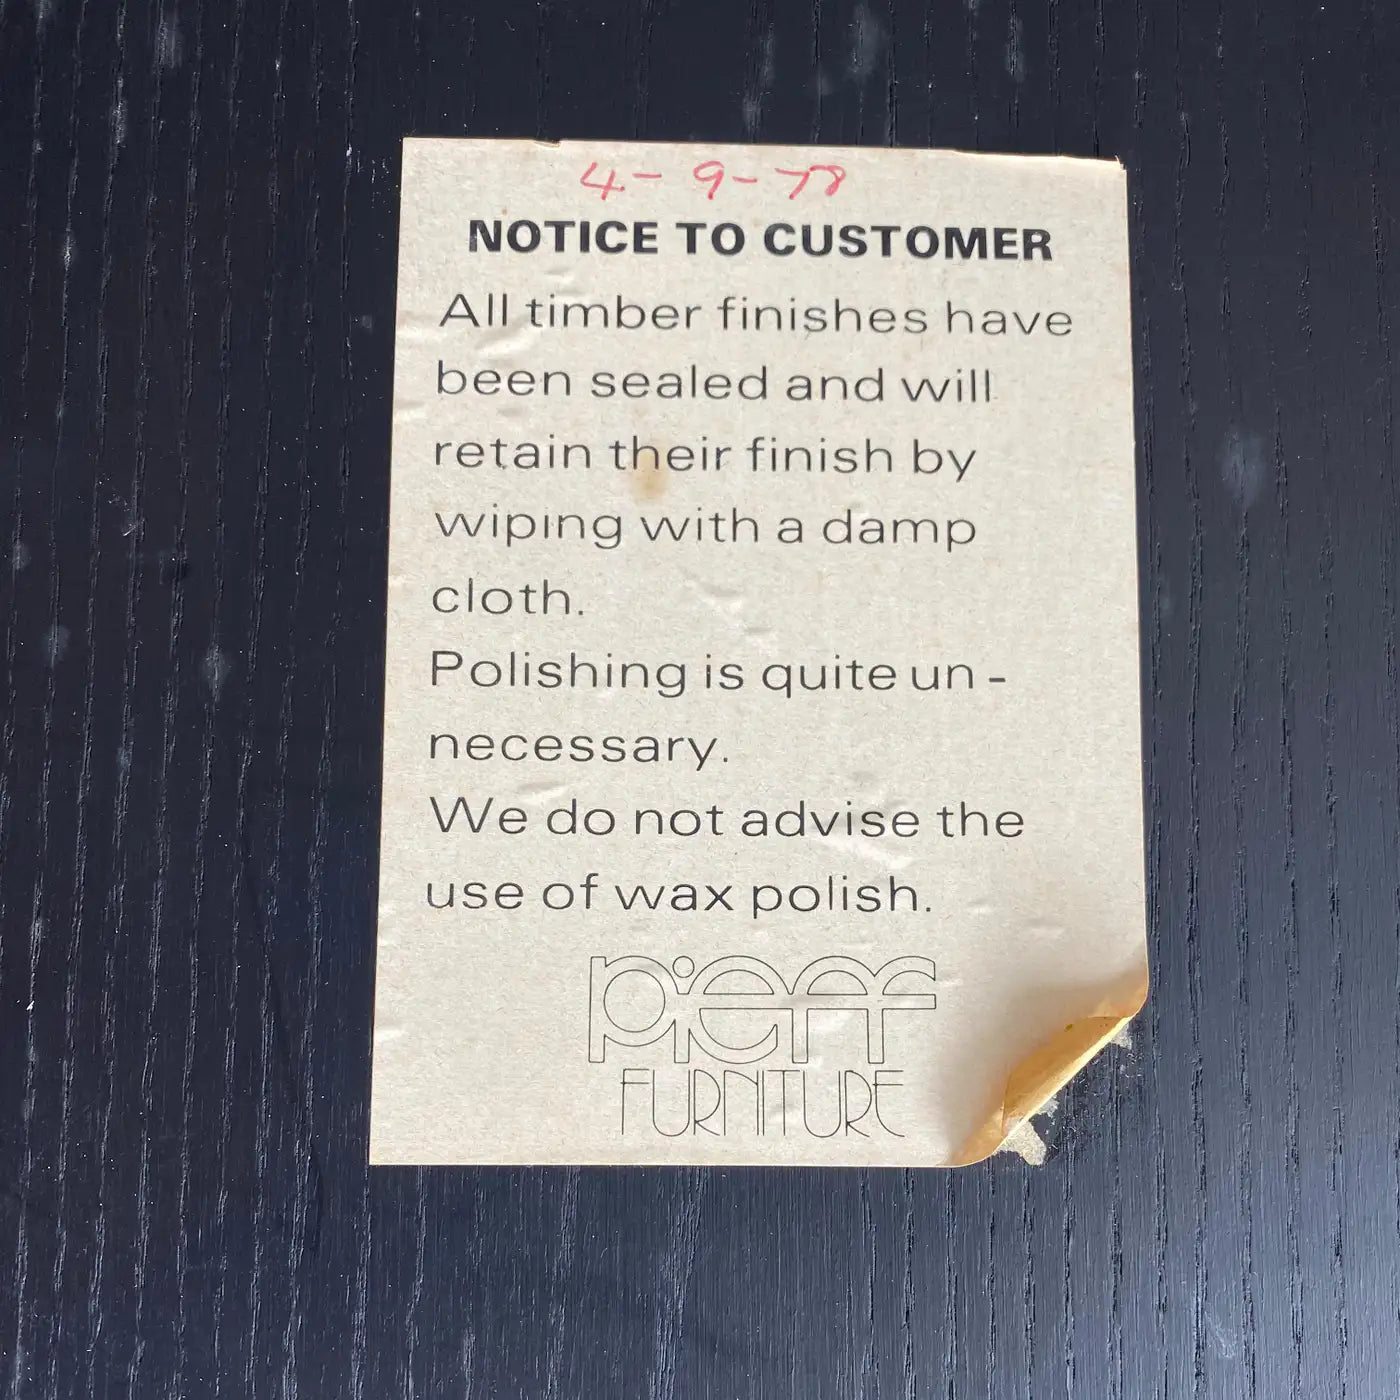 4-9-78
NOTICE TO CUSTOMER
All timber finishes have
been sealed and will
retain their finish by
wiping with a damp
cloth.
Polishing is quite un-
necessary.
We do not advise the
use of wax polish.
pieff
FURNITURE